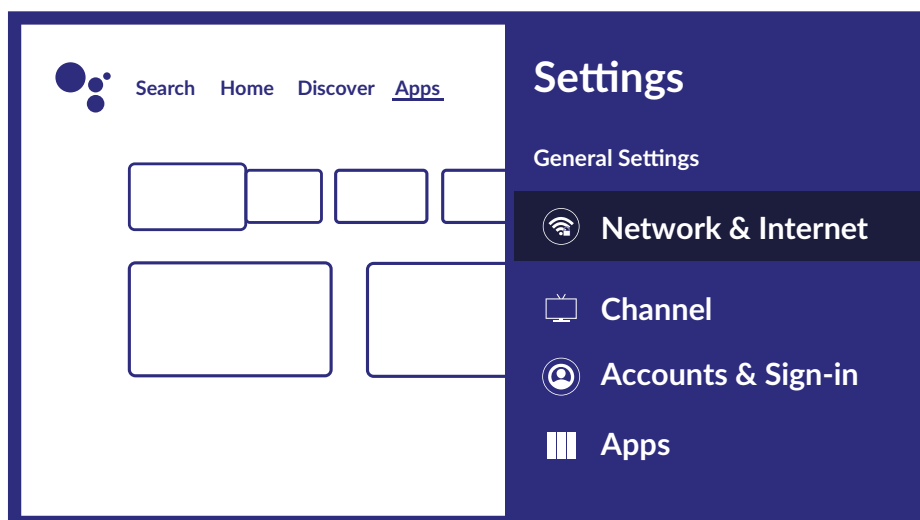 Search Home Discover Apps
Settings
General Settings
Network & Internet
Channel
Accounts & Sign-in
Apps